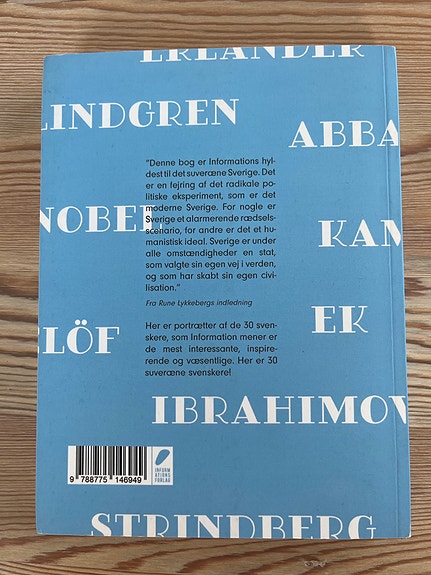 ERLANDER
LINDGREN
ABBA
"Denne bog er Informations hyl-
dest til det suveræne Sverige. Det
er en fejring af det radikale po-
litiske eksperiment, som er det
moderne Sverige. For nogle er
Sverige et alarmerende rædsels-
scenario, for andre er det et hu-
manistisk ideal. Sverige er under
alle omstændigheder en stat,
som valgte sin egen vej i verden,
og som har skabt sin egen civi-
lisation."
Fra Rune Lykkebergs indledning
NOBEL
KAM
Her er portrætter af de 30 sven-
skere, som Information mener er
de mest interessante, inspire-
rende og væsentlige. Her er 30
suveræne svenskere!
EK
LÖF
IBRAHIMOV
9 788775 146949
INFORM
ATIONS
FORLAG
STRINDBERG